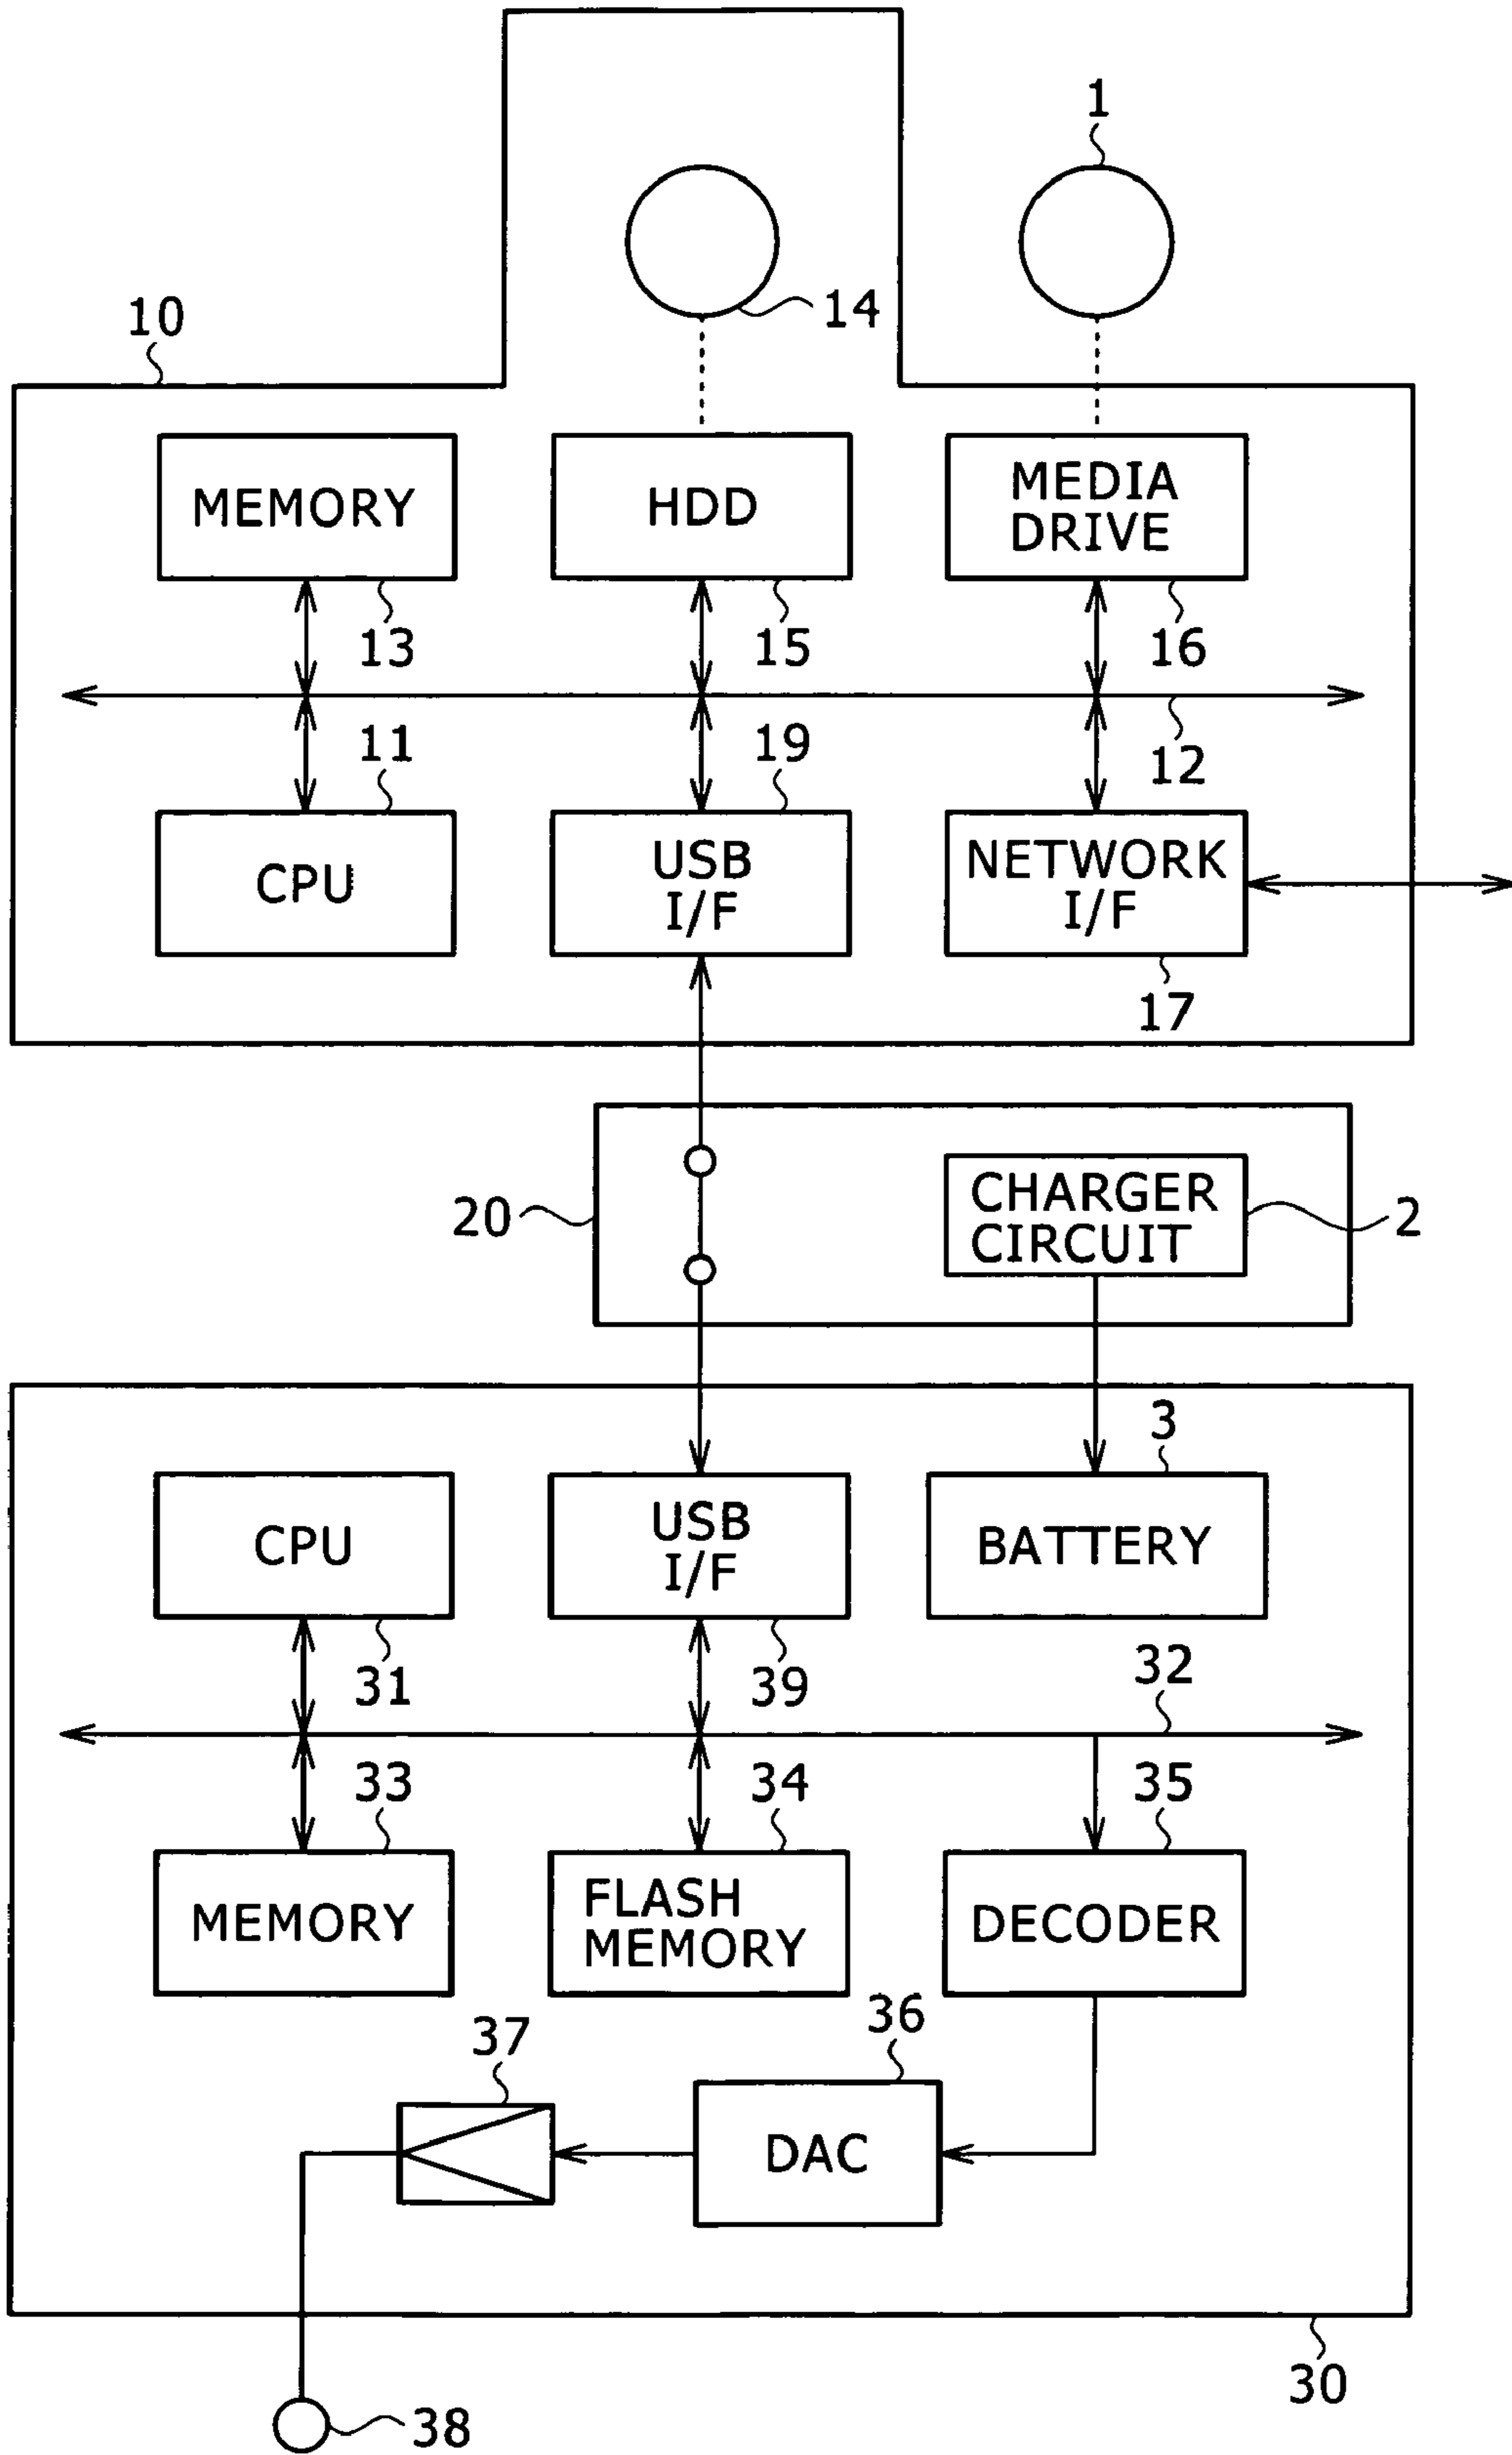 1
14
10
MEMORY
HDD
MEDIA
DRIVE
13
15
16
11
19
12
CPU
USB
I/F
NETWORK
I/F
17
CHARGER
CIRCUIT
20
2
3
CPU
USB
I/F
BATTERY
31
39
32
33
34
35
MEMORY
FLASH
MEMORY
DECODER
36
37
DAC
30
38